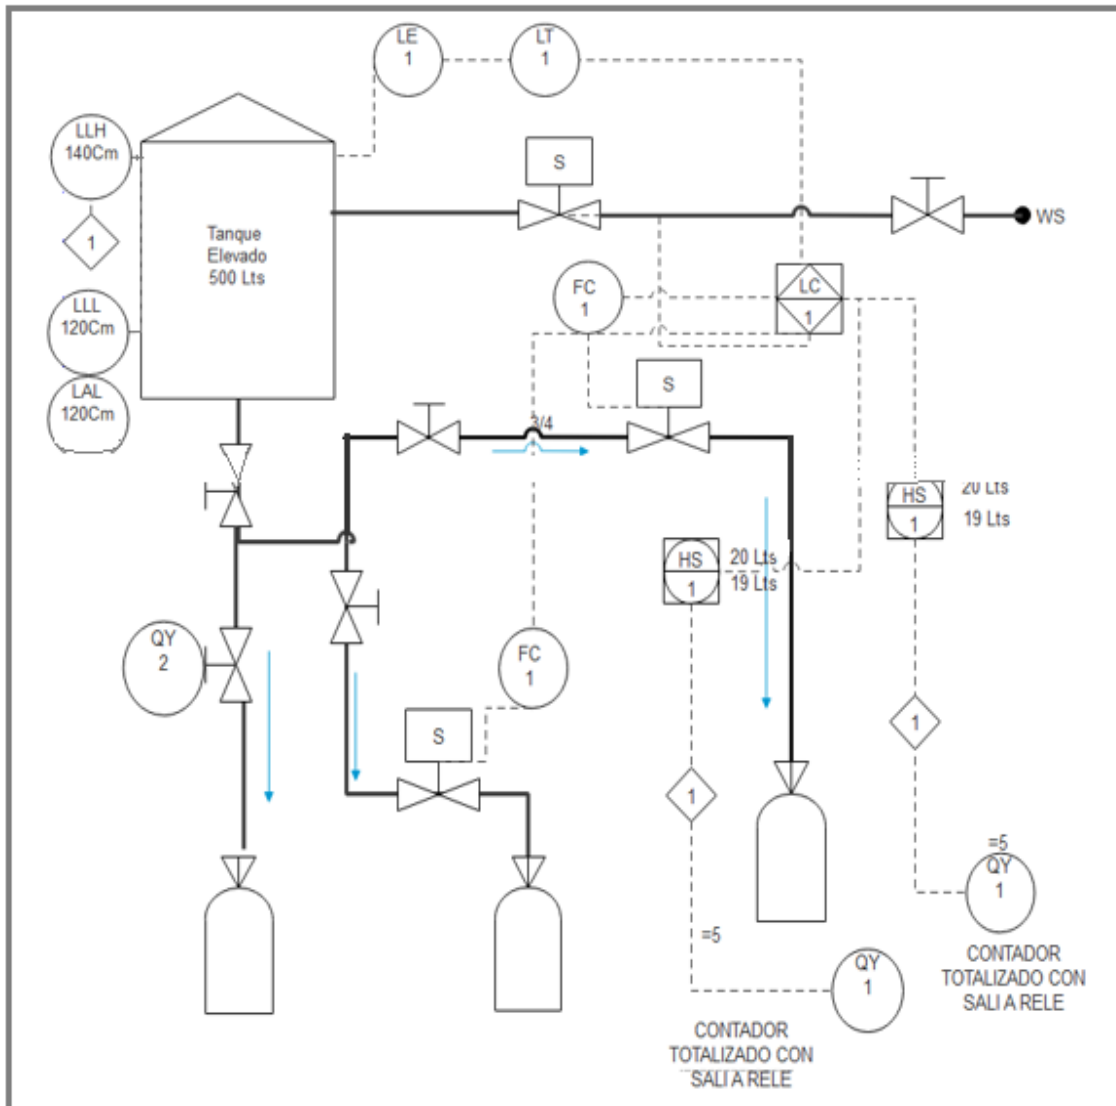 LE
1
LT
1
LLH
140Cm
S
1
Tanque
Elevado
500 Lts
WS
FC
1
LC
1
LLL
120Cm
LAL
120Cm
S
3/4
HS
1
20 Lts
19 Lts
HS
1
20 Lts
19 Lts
QY
2
FC
1
S
1
1
=5
QY
1
CONTADOR
TOTALIZADO CON
SALI A RELE
=5
QY
1
CONTADOR
TOTALIZADO CON
SALI A RELE